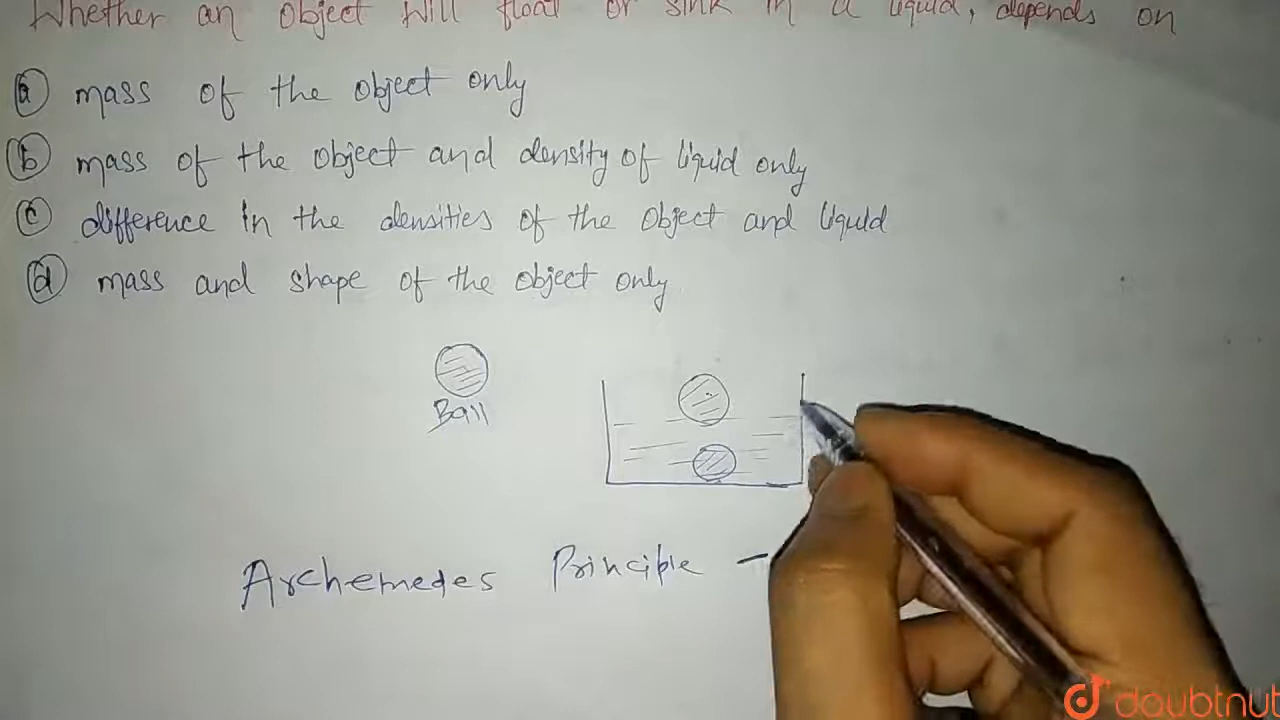 Whether an object will float or sink in a liquid, depends on
(a) mass of the object only
(b) mass of the object and density of liquid only
(c) difference in the densities of the object and liquid
(d) mass and shape of the object only.
Ball
Archemedes Principle -
doubtnut